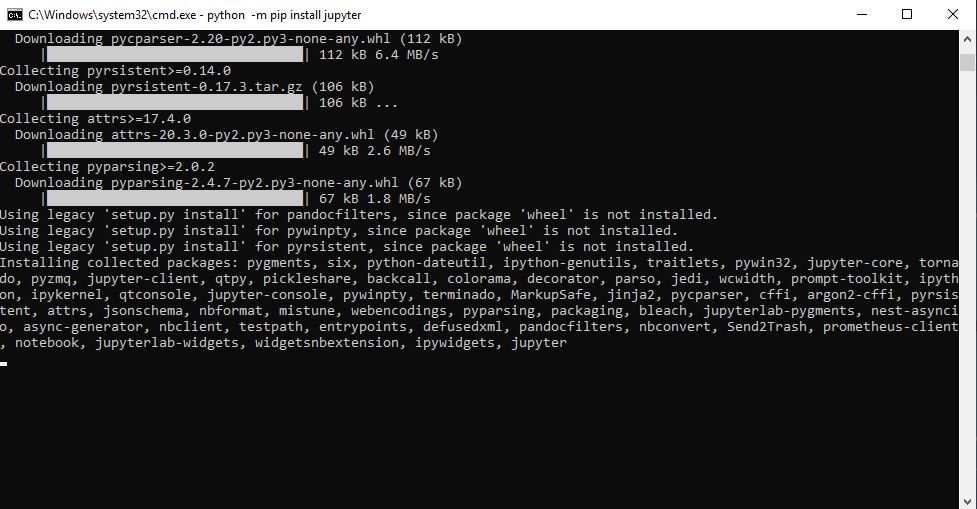 C:\Windows\system32\cmd.exe - python  -m pip install jupyter
  Downloading pycparser-2.20-py2.py3-none-any.whl (112 kB)
     |████████████████████████████████| 112 kB 6.4 MB/s
Collecting pyrsistent>=0.14.0
  Downloading pyrsistent-0.17.3.tar.gz (106 kB)
     |████████████████████████████████| 106 kB ...
Collecting attrs>=17.4.0
  Downloading attrs-20.3.0-py2.py3-none-any.whl (49 kB)
     |████████████████████████████████| 49 kB 2.6 MB/s
Collecting pyparsing>=2.0.2
  Downloading pyparsing-2.4.7-py2.py3-none-any.whl (67 kB)
     |████████████████████████████████| 67 kB 1.8 MB/s
Using legacy 'setup.py install' for pandocfilters, since package 'wheel' is not installed.
Using legacy 'setup.py install' for pywinpty, since package 'wheel' is not installed.
Using legacy 'setup.py install' for pyrsistent, since package 'wheel' is not installed.
Installing collected packages: pygments, six, python-dateutil, ipython-genutils, traitlets, pywin32, jupyter-core, torna
do, pyzmq, jupyter-client, qtpy, pickleshare, backcall, colorama, decorator, parso, jedi, wcwidth, prompt-toolkit, ipyth
on, ipykernel, qtconsole, jupyter-console, pywinpty, terminado, MarkupSafe, jinja2, pycparser, cffi, argon2-cffi, pyrsis
tent, attrs, jsonschema, nbformat, mistune, webencodings, pyparsing, packaging, bleach, jupyterlab-pygments, nest-asynci
o, async-generator, nbclient, testpath, entrypoints, defusedxml, pandocfilters, nbconvert, Send2Trash, prometheus-client
, notebook, jupyterlab-widgets, widgetsnbextension, ipywidgets, jupyter